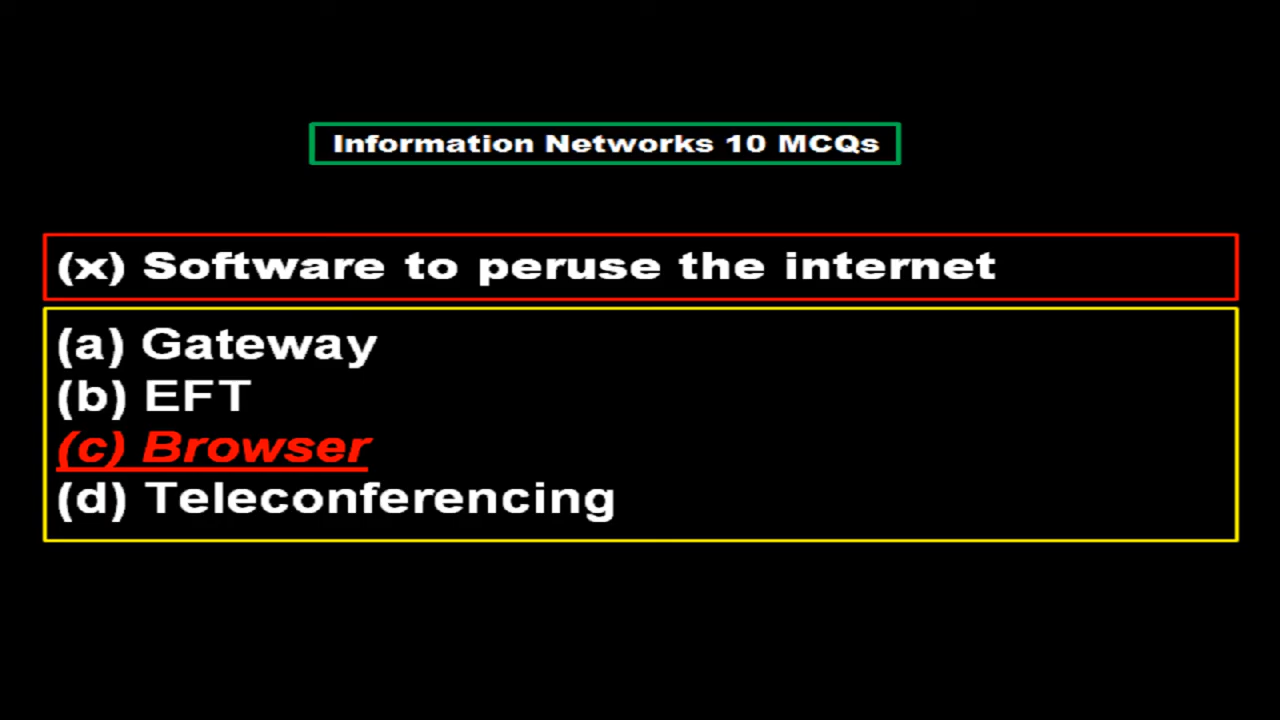 Information Networks 10 MCQs
(x) Software to peruse the internet
(a) Gateway
(b) EFT
(c) Browser
(d) Teleconferencing